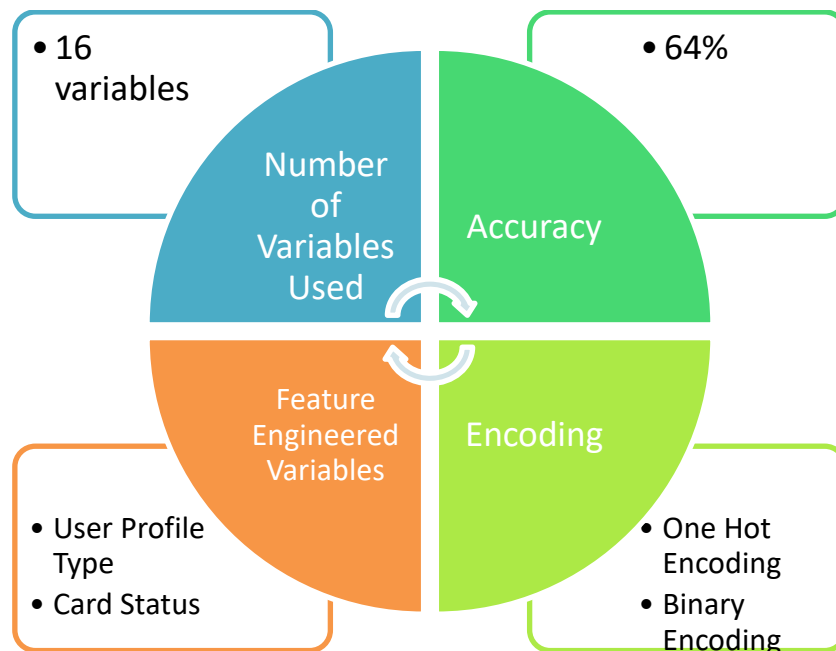 • 16
variables
• 64%
Number
of
Variables
Used
Accuracy
Feature
Engineered
Variables
Encoding
• User Profile
Type
• Card Status
• One Hot
Encoding
• Binary
Encoding